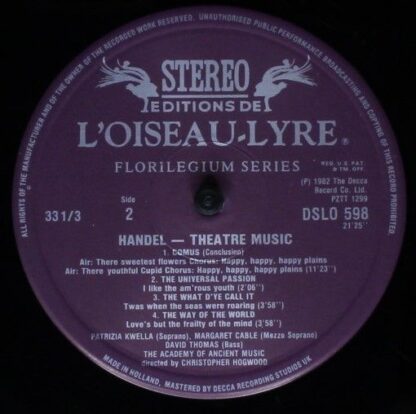 STEREO
EDITIONS DE
L'OISEAU-LYRE®
FLORILEGIUM SERIES
REG. U S PAT
& TM. OFF.
(P) 1982 The Decca
Record Co. Ltd.
PZTT 1299
33 1/3
Side
2
DSLO 598
21'25"
HANDEL — THEATRE MUSIC
1. COMUS (Conclusion)
Air: There sweetest flowers Chorus: Happy, happy, happy plains
Air: There youthful Cupid Chorus: Happy, happy, happy plains (11'23")
2. THE UNIVERSAL PASSION
I like the am'rous youth (2'06")
3. THE WHAT D'YE CALL IT
Twas when the seas were roaring (3'58")
4. THE WAY OF THE WORLD
Love's but the frailty of the mind (3'58")
PATRIZIA KWELLA (Soprano), MARGARET CABLE (Mezzo Soprano)
DAVID THOMAS (Bass)
THE ACADEMY OF ANCIENT MUSIC
directed by CHRISTOPHER HOGWOOD
ALL RIGHTS OF THE MANUFACTURER AND OF THE OWNER OF THE RECORDED WORK RESERVED. UNAUTHORISED PUBLIC PERFORMANCE BROADCASTING AND COPYING OF THIS RECORD PROHIBITED
MADE IN HOLLAND, MASTERED BY DECCA RECORDING STUDIOS UK